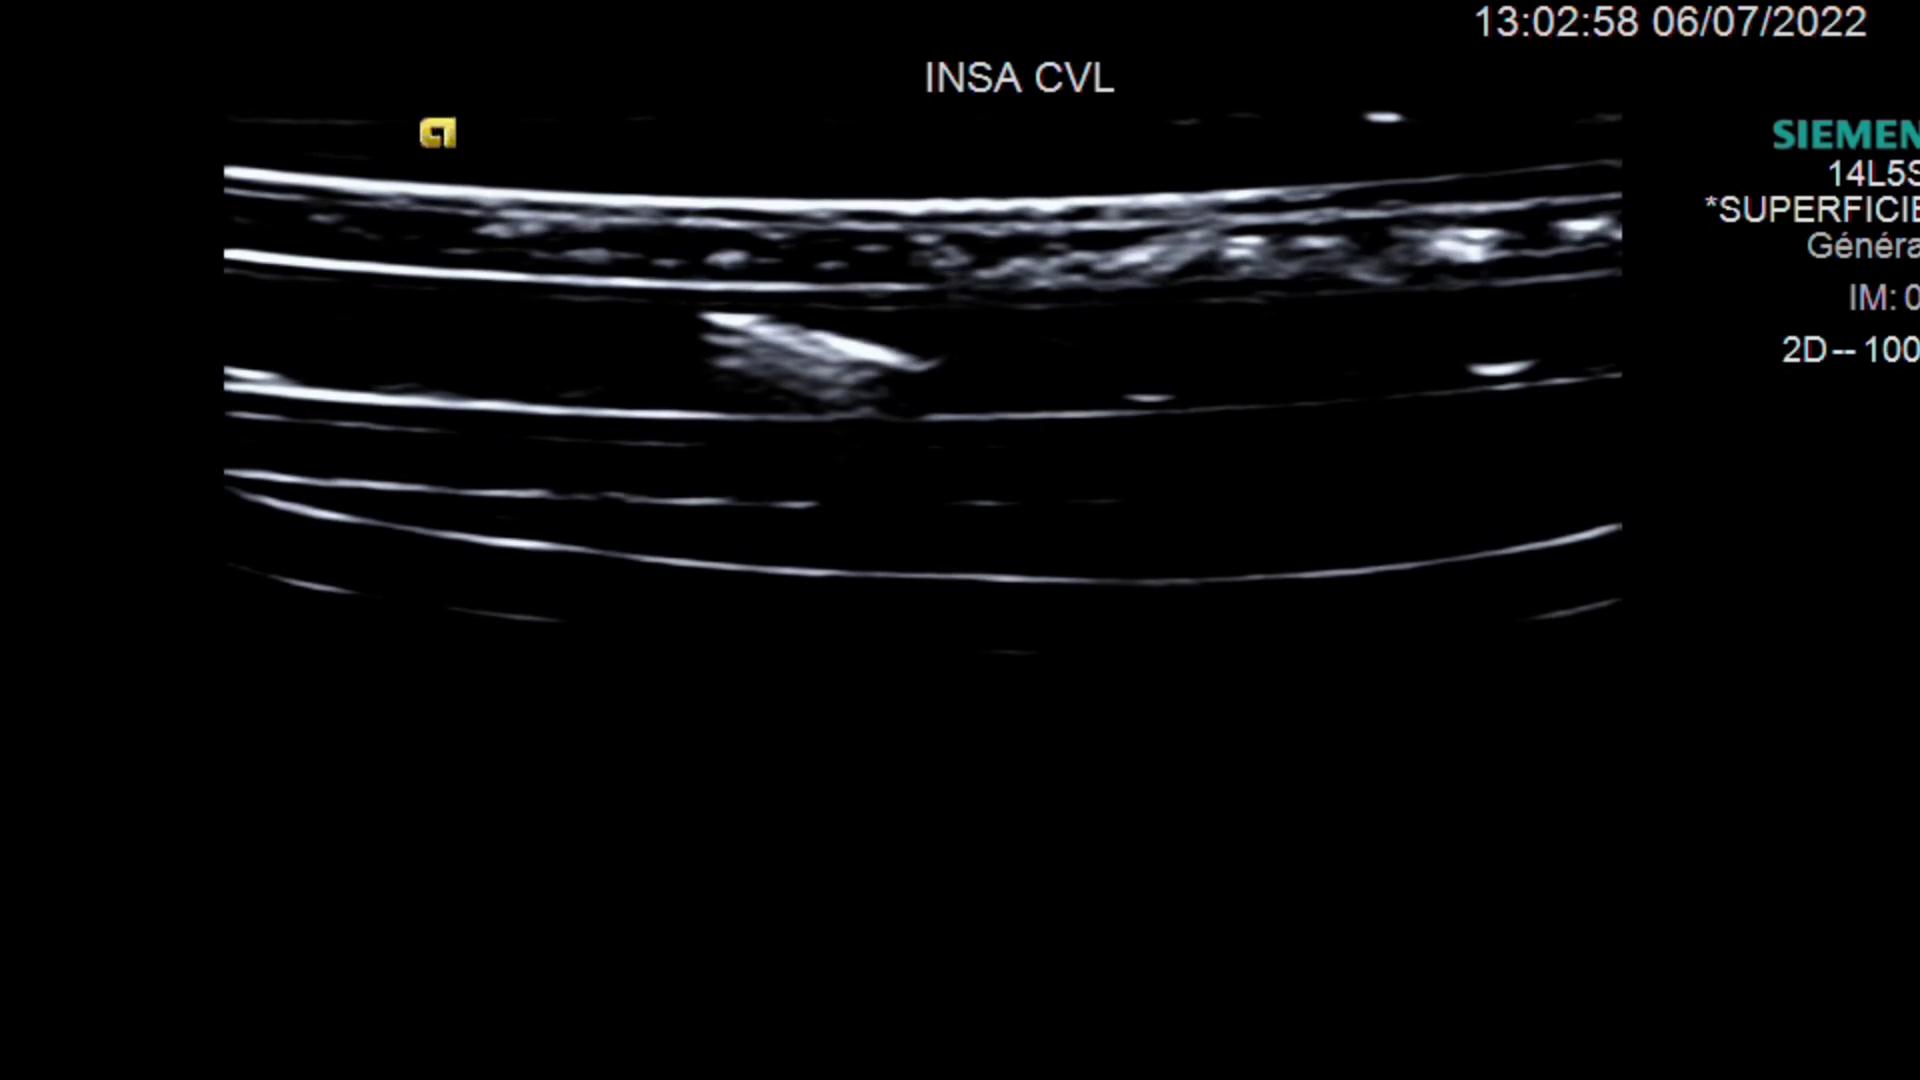 13:02:58 06/07/2022
INSA CVL
SIEMEN
14L5S
*SUPERFICIE
Généra
IM: 0
2D-- 100